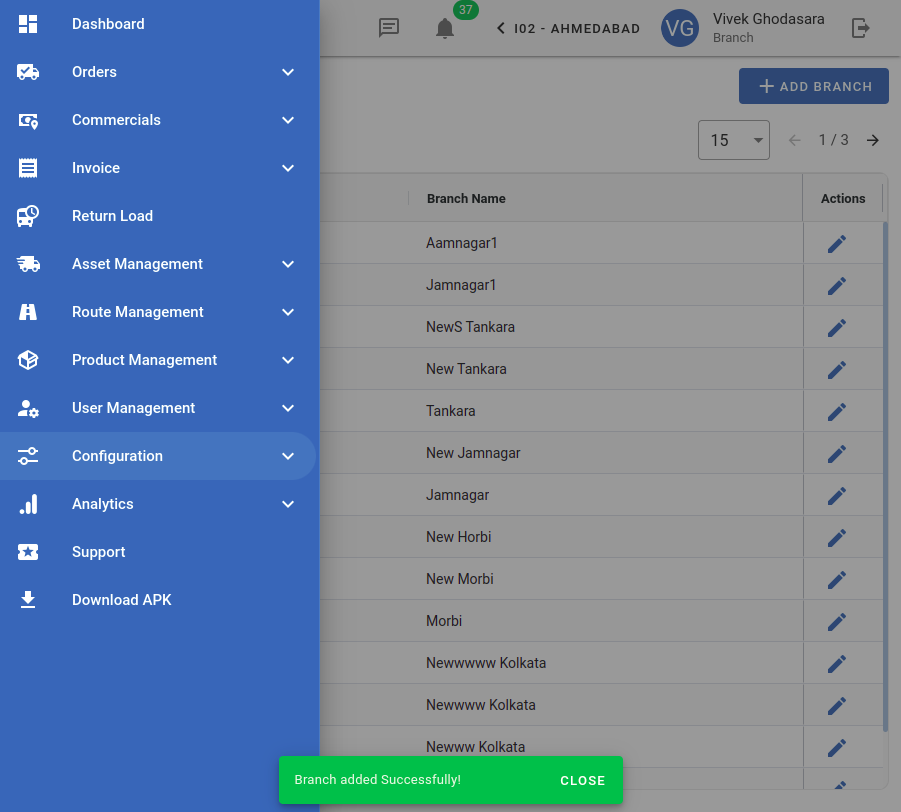 Dashboard
Orders
Commercials
Invoice
Return Load
Asset Management
Route Management
Product Management
User Management
Configuration
Analytics
Support
Download APK
37
I02 - AHMEDABAD
VG
Vivek Ghodasara
Branch
ADD BRANCH
15
1 / 3
Branch Name
Actions
Aamnagar1
Jamnagar1
NewS Tankara
New Tankara
Tankara
New Jamnagar
Jamnagar
New Horbi
New Morbi
Morbi
Newwwww Kolkata
Newwww Kolkata
Newww Kolkata
Branch added Successfully!
CLOSE